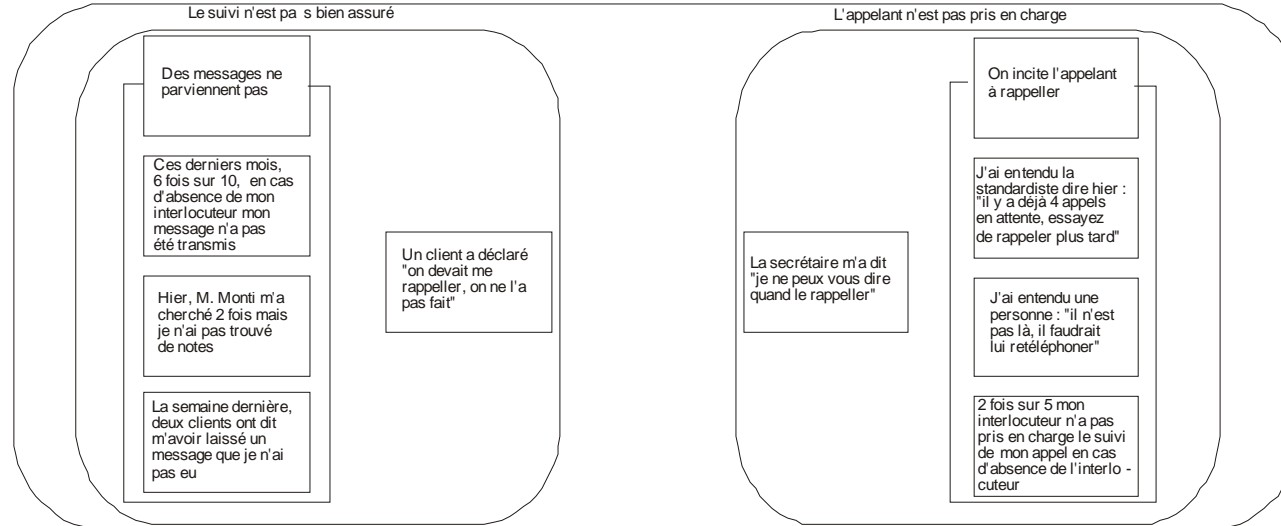 Le suivi n'est pa s bien assuré
Des messages ne
parviennent pas
Ces derniers mois,
6 fois sur 10, en cas
d'absence de mon
interlocuteur mon
message n'a pas
été transmis
Hier, M. Monti m'a
cherché 2 fois mais
je n'ai pas trouvé
de notes
La semaine dernière,
deux clients ont dit
m'avoir laissé un
message que je n'ai
pas eu
Un client a déclaré
"on devait me
rappeller, on ne l'a
pas fait"
L'appelant n'est pas pris en charge
La secrétaire m'a dit
"je ne peux vous dire
quand le rappeller"
On incite l'appelant
à rappeller
J'ai entendu la
standardiste dire hier :
"il y a déjà 4 appels
en attente, essayez
de rappeler plus tard"
J'ai entendu une
personne : "il n'est
pas là, il faudrait
lui retéléphoner"
2 fois sur 5 mon
interlocuteur n'a pas
pris en charge le suivi
de mon appel en cas
d'absence de l'interlo -
cuteur